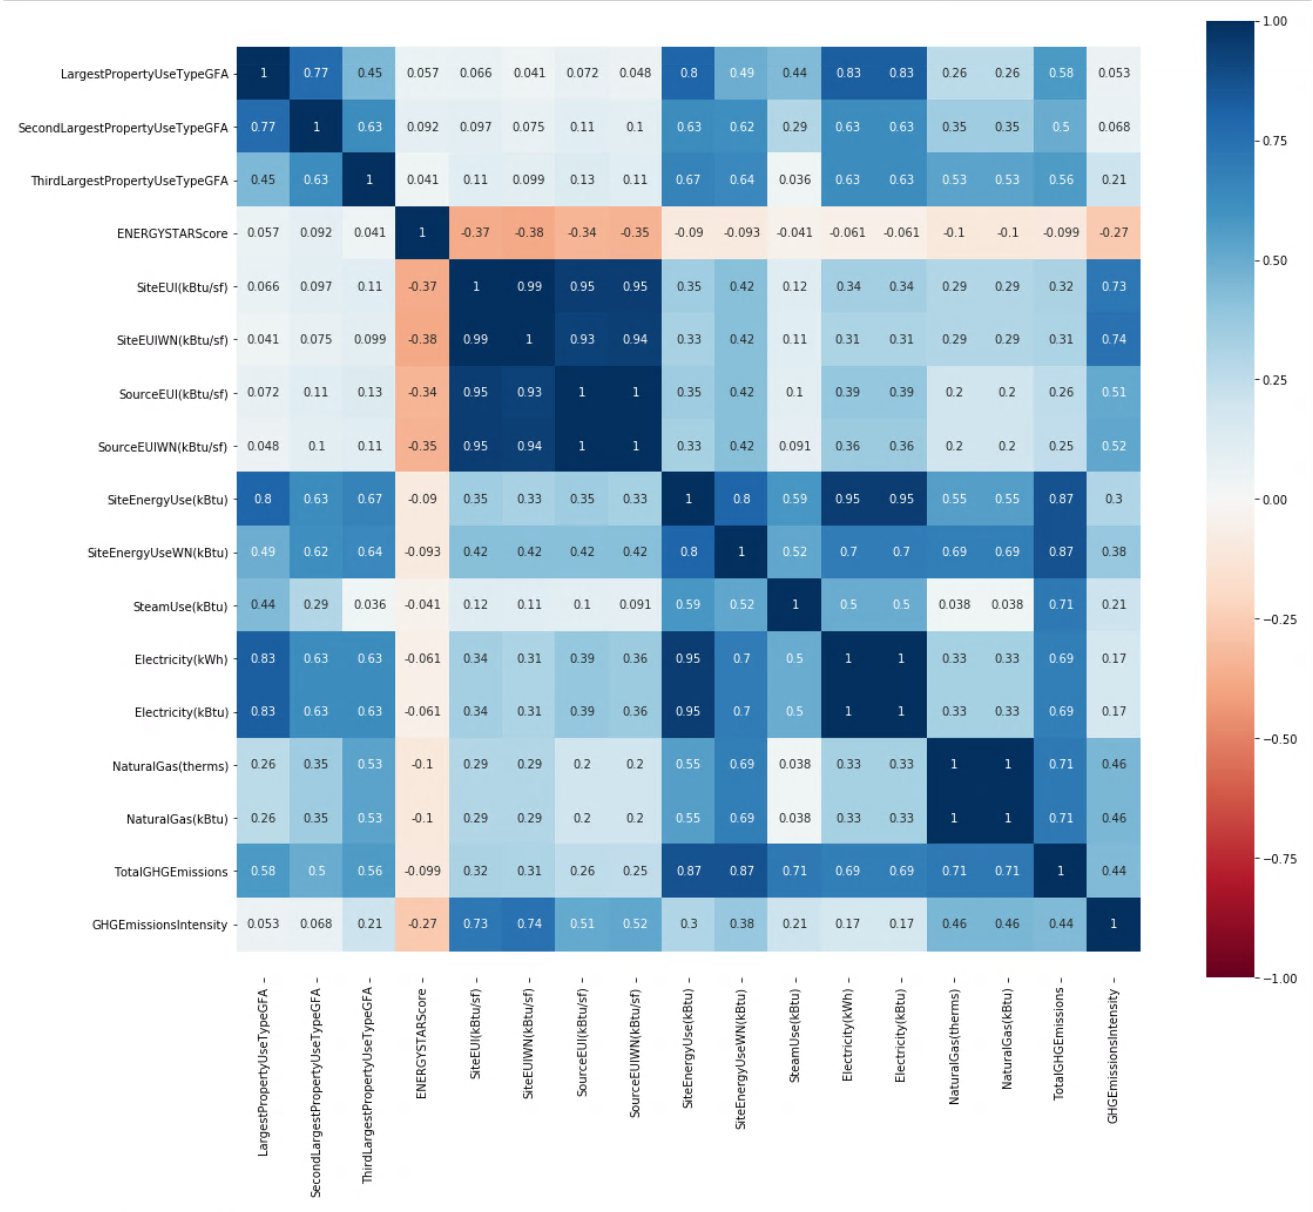 LargestPropertyUseTypeGFA 1 0.77 0.45 0.057 0.066 0.041 0.072 0.048 0.8 0.49 0.44 0.83 0.83 0.26 0.26 0.58 0.053
SecondLargestPropertyUseTypeGFA 0.77 1 0.63 0.092 0.097 0.075 0.11 0.1 0.63 0.62 0.29 0.63 0.63 0.35 0.35 0.5 0.068
ThirdLargestPropertyUseTypeGFA 0.45 0.63 1 0.041 0.11 0.099 0.13 0.11 0.67 0.64 0.036 0.63 0.63 0.53 0.53 0.56 0.21
ENERGYSTARScore 0.057 0.092 0.041 1 -0.37 -0.38 -0.34 -0.35 -0.09 -0.093 -0.041 -0.061 -0.061 -0.1 -0.1 -0.099 -0.27
SiteEUI(kBtu/sf) 0.066 0.097 0.11 -0.37 1 0.99 0.95 0.95 0.35 0.42 0.12 0.34 0.34 0.29 0.29 0.32 0.73
SiteEUIWN(kBtu/sf) 0.041 0.075 0.099 -0.38 0.99 1 0.93 0.94 0.33 0.42 0.11 0.31 0.31 0.29 0.29 0.31 0.74
SourceEUI(kBtu/sf) 0.072 0.11 0.13 -0.34 0.95 0.93 1 1 0.35 0.42 0.1 0.39 0.39 0.2 0.2 0.26 0.51
SourceEUIWN(kBtu/sf) 0.048 0.1 0.11 -0.35 0.95 0.94 1 1 0.33 0.42 0.091 0.36 0.36 0.2 0.2 0.25 0.52
SiteEnergyUse(kBtu) 0.8 0.63 0.67 -0.09 0.35 0.33 0.35 0.33 1 0.8 0.59 0.95 0.95 0.55 0.55 0.87 0.3
SiteEnergyUseWN(kBtu) 0.49 0.62 0.64 -0.093 0.42 0.42 0.42 0.42 0.8 1 0.52 0.7 0.7 0.69 0.69 0.87 0.38
SteamUse(kBtu) 0.44 0.29 0.036 -0.041 0.12 0.11 0.1 0.091 0.59 0.52 1 0.5 0.5 0.038 0.038 0.71 0.21
Electricity(kWh) 0.83 0.63 0.63 -0.061 0.34 0.31 0.39 0.36 0.95 0.7 0.5 1 1 0.33 0.33 0.69 0.17
Electricity(kBtu) 0.83 0.63 0.63 -0.061 0.34 0.31 0.39 0.36 0.95 0.7 0.5 1 1 0.33 0.33 0.69 0.17
NaturalGas(therms) 0.26 0.35 0.53 -0.1 0.29 0.29 0.2 0.2 0.55 0.69 0.038 0.33 0.33 1 1 0.71 0.46
NaturalGas(kBtu) 0.26 0.35 0.53 -0.1 0.29 0.29 0.2 0.2 0.55 0.69 0.038 0.33 0.33 1 1 0.71 0.46
TotalGHGEmissions 0.58 0.5 0.56 -0.099 0.32 0.31 0.26 0.25 0.87 0.87 0.71 0.69 0.69 0.71 0.71 1 0.44
GHGEmissionsIntensity 0.053 0.068 0.21 -0.27 0.73 0.74 0.51 0.52 0.3 0.38 0.21 0.17 0.17 0.46 0.46 0.44 1
LargestPropertyUseTypeGFA
SecondLargestPropertyUseTypeGFA
ThirdLargestPropertyUseTypeGFA
ENERGYSTARScore
SiteEUI(kBtu/sf)
SiteEUIWN(kBtu/sf)
SourceEUI(kBtu/sf)
SourceEUIWN(kBtu/sf)
SiteEnergyUse(kBtu)
SiteEnergyUseWN(kBtu)
SteamUse(kBtu)
Electricity(kWh)
Electricity(kBtu)
NaturalGas(therms)
NaturalGas(kBtu)
TotalGHGEmissions
GHGEmissionsIntensity
1.00
0.75
0.50
0.25
0.00
−0.25
−0.50
−0.75
−1.00